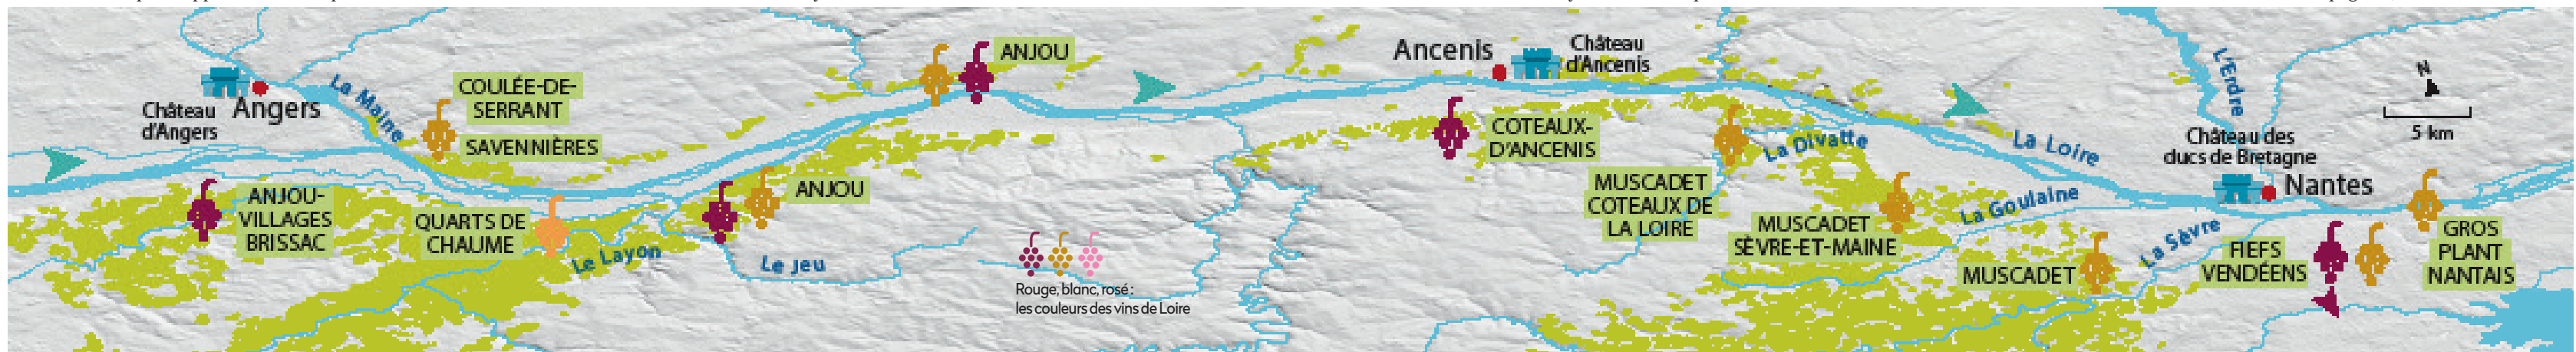 Château
d'Angers
Angers
La Maine
COULÉE-DE-
SERRANT
SAVENNIÈRES
ANJOU-
VILLAGES
BRISSAC
QUARTS DE
CHAUME
Le Layon
ANJOU
ANJOU
Le Jeu
Rouge, blanc, rosé :
les couleurs des vins de Loire
Ancenis
Château
d'Ancenis
COTEAUX-
D'ANCENIS
MUSCADET
COTEAUX DE
LA LOIRE
La Divatte
MUSCADET
SÈVRE-ET-MAINE
La Goulaine
La Loire
MUSCADET
La Sèvre
L'Erdre
Château des
ducs de Bretagne
Nantes
FIEFS
VENDÉENS
GROS
PLANT
NANTAIS
N
5 km